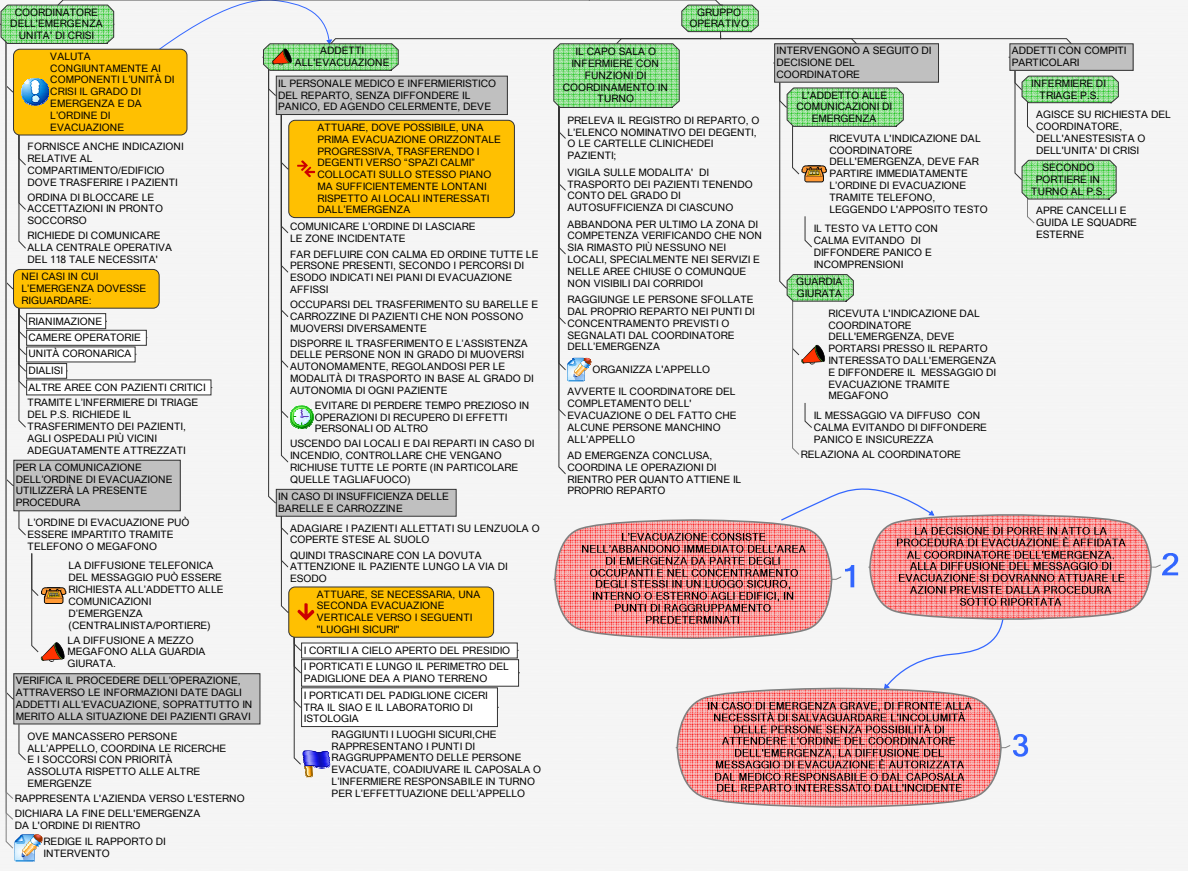 COORDINATORE
DELL'EMERGENZA
UNITA' DI CRISI
VALUTA
CONGIUNTAMENTE AI
COMPONENTI L'UNITÀ DI
CRISI IL GRADO DI
EMERGENZA E DA
L'ORDINE DI
EVACUAZIONE
FORNISCE ANCHE INDICAZIONI
RELATIVE AL
COMPARTIMENTO/EDIFICIO
DOVE TRASFERIRE I PAZIENTI
ORDINA DI BLOCCARE LE
ACCETTAZIONI IN PRONTO
SOCCORSO
RICHIEDE DI COMUNICARE
ALLA CENTRALE OPERATIVA
DEL 118 TALE NECESSITA'
NEI CASI IN CUI
L'EMERGENZA DOVESSE
RIGUARDARE:
RIANIMAZIONE
CAMERE OPERATORIE
UNITÀ CORONARICA
DIALISI
ALTRE AREE CON PAZIENTI CRITICI
TRAMITE L'INFERMIERE DI TRIAGE
DEL P.S. RICHIEDE IL
TRASFERIMENTO DEI PAZIENTI,
AGLI OSPEDALI PIÙ VICINI
ADEGUATAMENTE ATTREZZATI
PER LA COMUNICAZIONE
DELL'ORDINE DI EVACUAZIONE
UTILIZZERÀ LA PRESENTE
PROCEDURA
L'ORDINE DI EVACUAZIONE PUÒ
ESSERE IMPARTITO TRAMITE
TELEFONO O MEGAFONO
LA DIFFUSIONE TELEFONICA
DEL MESSAGGIO PUÒ ESSERE
RICHIESTA ALL'ADDETTO ALLE
COMUNICAZIONI
D'EMERGENZA
(CENTRALINISTA/PORTIERE)
LA DIFFUSIONE A MEZZO
MEGAFONO ALLA GUARDIA
GIURATA.
VERIFICA IL PROCEDERE DELL'OPERAZIONE,
ATTRAVERSO LE INFORMAZIONI DATE DAGLI
ADDETTI ALL'EVACUAZIONE, SOPRATTUTTO IN
MERITO ALLA SITUAZIONE DEI PAZIENTI GRAVI
OVE MANCASSERO PERSONE
ALL'APPELLO, COORDINA LE RICERCHE
E I SOCCORSI CON PRIORITÀ
ASSOLUTA RISPETTO ALLE ALTRE
EMERGENZE
RAPPRESENTA L'AZIENDA VERSO L'ESTERNO
DICHIARA LA FINE DELL'EMERGENZA
DA L'ORDINE DI RIENTRO
REDIGE IL RAPPORTO DI
INTERVENTO
GRUPPO
OPERATIVO
ADDETTI
ALL'EVACUAZIONE
IL PERSONALE MEDICO E INFERMIERISTICO
DEL REPARTO, SENZA DIFFONDERE IL
PANICO, ED AGENDO CELERMENTE, DEVE
ATTUARE, DOVE POSSIBILE, UNA
PRIMA EVACUAZIONE ORIZZONTALE
PROGRESSIVA, TRASFERENDO I
DEGENTI VERSO "SPAZI CALMI"
COLLOCATI SULLO STESSO PIANO
MA SUFFICIENTEMENTE LONTANI
RISPETTO AI LOCALI INTERESSATI
DALL'EMERGENZA
COMUNICARE L'ORDINE DI LASCIARE
LE ZONE INCIDENTATE
FAR DEFLUIRE CON CALMA ED ORDINE TUTTE LE
PERSONE PRESENTI, SECONDO I PERCORSI DI
ESODO INDICATI NEI PIANI DI EVACUAZIONE
AFFISSI
OCCUPARSI DEL TRASFERIMENTO SU BARELLE E
CARROZZINE DI PAZIENTI CHE NON POSSONO
MUOVERSI DIVERSAMENTE
DISPORRE IL TRASFERIMENTO E L'ASSISTENZA
DELLE PERSONE NON IN GRADO DI MUOVERSI
AUTONOMAMENTE, REGOLANDOSI PER LE
MODALITÀ DI TRASPORTO IN BASE AL GRADO DI
AUTONOMIA DI OGNI PAZIENTE
EVITARE DI PERDERE TEMPO PREZIOSO IN
OPERAZIONI DI RECUPERO DI EFFETTI
PERSONALI OD ALTRO
USCENDO DAI LOCALI E DAI REPARTI IN CASO DI
INCENDIO, CONTROLLARE CHE VENGANO
RICHIUSE TUTTE LE PORTE (IN PARTICOLARE
QUELLE TAGLIAFUOCO)
IN CASO DI INSUFFICIENZA DELLE
BARELLE E CARROZZINE
ADAGIARE I PAZIENTI ALLETTATI SU LENZUOLA O
COPERTE STESE AL SUOLO
QUINDI TRASCINARE CON LA DOVUTA
ATTENZIONE IL PAZIENTE LUNGO LA VIA DI
ESODO
ATTUARE, SE NECESSARIA, UNA
SECONDA EVACUAZIONE
VERTICALE VERSO I SEGUENTI
"LUOGHI SICURI"
I CORTILI A CIELO APERTO DEL PRESIDIO
I PORTICATI E LUNGO IL PERIMETRO DEL
PADIGLIONE DEA A PIANO TERRENO
I PORTICATI DEL PADIGLIONE CICERI
TRA IL SIAO E IL LABORATORIO DI
ISTOLOGIA
RAGGIUNTI I LUOGHI SICURI,CHE
RAPPRESENTANO I PUNTI DI
RAGGRUPPAMENTO DELLE PERSONE
EVACUATE, COADIUVARE IL CAPOSALA O
L'INFERMIERE RESPONSABILE IN TURNO
PER L'EFFETTUAZIONE DELL'APPELLO
IL CAPO SALA O
INFERMIERE CON
FUNZIONI DI
COORDINAMENTO IN
TURNO
PRELEVA IL REGISTRO DI REPARTO, O
L'ELENCO NOMINATIVO DEI DEGENTI,
O LE CARTELLE CLINICHEDEI
PAZIENTI;
VIGILA SULLE MODALITA' DI
TRASPORTO DEI PAZIENTI TENENDO
CONTO DEL GRADO DI
AUTOSUFFICIENZA DI CIASCUNO
ABBANDONA PER ULTIMO LA ZONA DI
COMPETENZA VERIFICANDO CHE NON
SIA RIMASTO PIÙ NESSUNO NEI
LOCALI, SPECIALMENTE NEI SERVIZI E
NELLE AREE CHIUSE O COMUNQUE
NON VISIBILI DAI CORRIDOI
RAGGIUNGE LE PERSONE SFOLLATE
DAL PROPRIO REPARTO NEI PUNTI DI
CONCENTRAMENTO PREVISTI O
SEGNALATI DAL COORDINATORE
DELL'EMERGENZA
ORGANIZZA L'APPELLO
AVVERTE IL COORDINATORE DEL
COMPLETAMENTO DELL'
EVACUAZIONE O DEL FATTO CHE
ALCUNE PERSONE MANCHINO
ALL'APPELLO
AD EMERGENZA CONCLUSA,
COORDINA LE OPERAZIONI DI
RIENTRO PER QUANTO ATTIENE IL
PROPRIO REPARTO
INTERVENGONO A SEGUITO DI
DECISIONE DEL
COORDINATORE
L'ADDETTO ALLE
COMUNICAZIONI DI
EMERGENZA
RICEVUTA L'INDICAZIONE DAL
COORDINATORE
DELL'EMERGENZA, DEVE FAR
PARTIRE IMMEDIATAMENTE
L'ORDINE DI EVACUAZIONE
TRAMITE TELEFONO,
LEGGENDO L'APPOSITO TESTO
IL TESTO VA LETTO CON
CALMA EVITANDO DI
DIFFONDERE PANICO E
INCOMPRENSIONI
GUARDIA
GIURATA
RICEVUTA L'INDICAZIONE DAL
COORDINATORE
DELL'EMERGENZA, DEVE
PORTARSI PRESSO IL REPARTO
INTERESSATO DALL'EMERGENZA
E DIFFONDERE IL MESSAGGIO DI
EVACUAZIONE TRAMITE
MEGAFONO
IL MESSAGGIO VA DIFFUSO CON
CALMA EVITANDO DI DIFFONDERE
PANICO E INSICUREZZA
RELAZIONA AL COORDINATORE
ADDETTI CON COMPITI
PARTICOLARI
INFERMIERE DI
TRIAGE P.S.
AGISCE SU RICHIESTA DEL
COORDINATORE,
DELL'ANESTESISTA O
DELL'UNITA' DI CRISI
SECONDO
PORTIERE IN
TURNO AL P.S.
APRE CANCELLI E
GUIDA LE SQUADRE
ESTERNE
L'EVACUAZIONE CONSISTE
NELL'ABBANDONO IMMEDIATO DELL'AREA
DI EMERGENZA DA PARTE DEGLI
OCCUPANTI E NEL CONCENTRAMENTO
DEGLI STESSI IN UN LUOGO SICURO,
INTERNO O ESTERNO AGLI EDIFICI, IN
PUNTI DI RAGGRUPPAMENTO
PREDETERMINATI
1
LA DECISIONE DI PORRE IN ATTO LA
PROCEDURA DI EVACUAZIONE È AFFIDATA
AL COORDINATORE DELL'EMERGENZA.
ALLA DIFFUSIONE DEL MESSAGGIO DI
EVACUAZIONE SI DOVRANNO ATTUARE LE
AZIONI PREVISTE DALLA PROCEDURA
SOTTO RIPORTATA
2
IN CASO DI EMERGENZA GRAVE, DI FRONTE ALLA
NECESSITÀ DI SALVAGUARDARE L'INCOLUMITÀ
DELLE PERSONE SENZA POSSIBILITÀ DI
ATTENDERE L'ORDINE DEL COORDINATORE
DELL'EMERGENZA, LA DIFFUSIONE DEL
MESSAGGIO DI EVACUAZIONE È AUTORIZZATA
DAL MEDICO RESPONSABILE O DAL CAPOSALA
DEL REPARTO INTERESSATO DALL'INCIDENTE
3